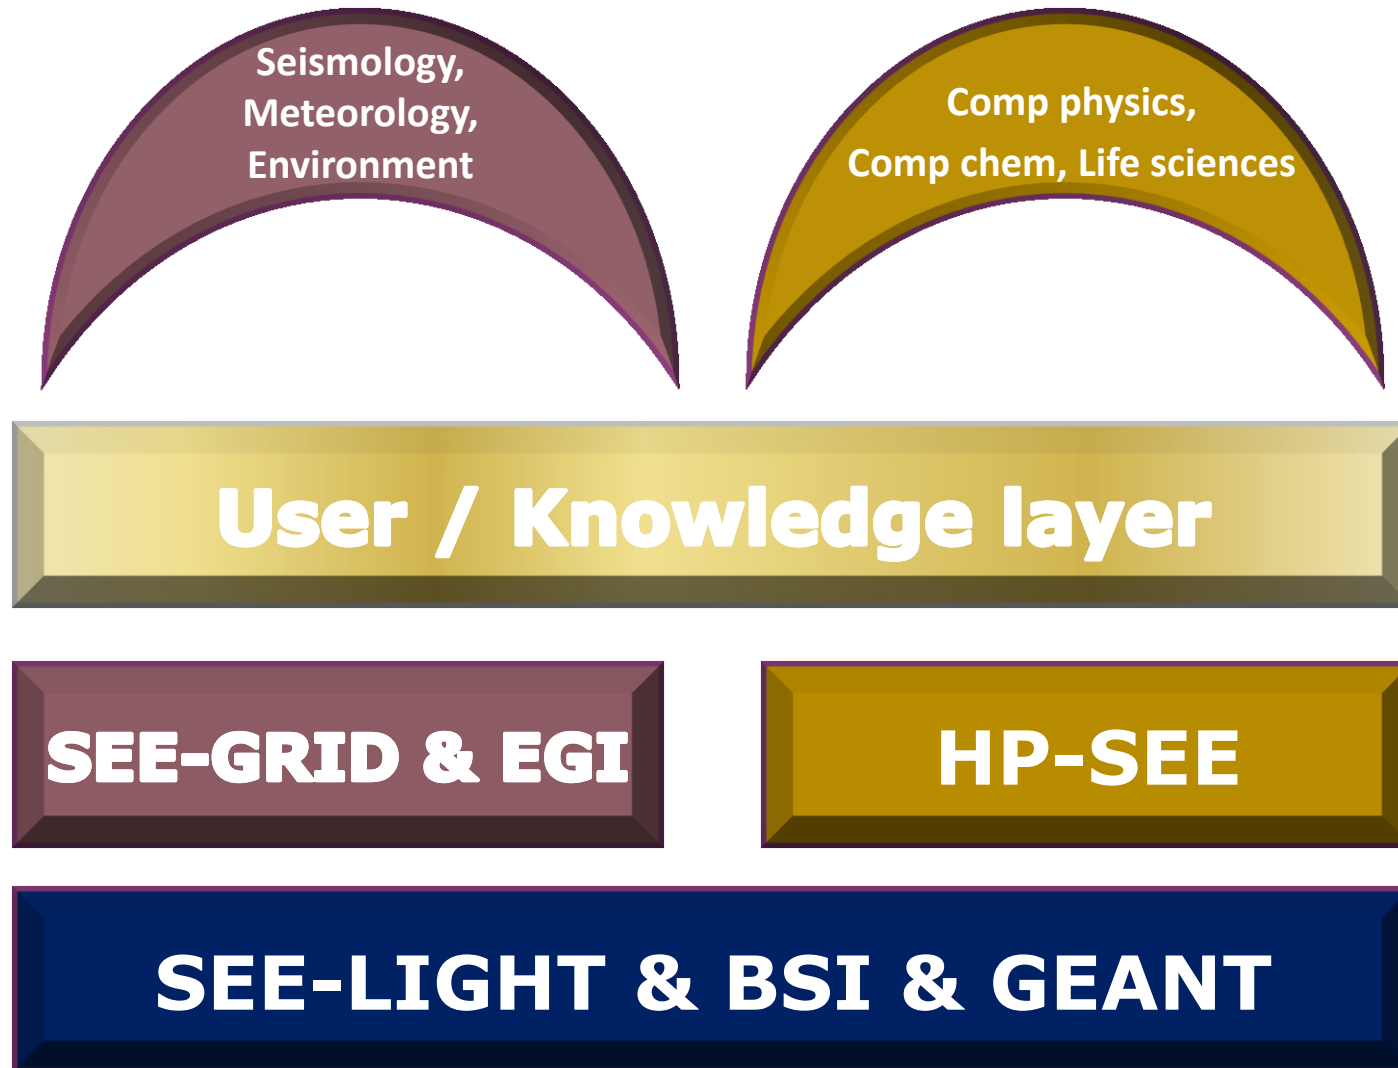 Seismology,
Meteorology,
Environment
Comp physics,
Comp chem, Life sciences
User / Knowledge layer
SEE-GRID & EGI
HP-SEE
SEE-LIGHT & BSI & GEANT